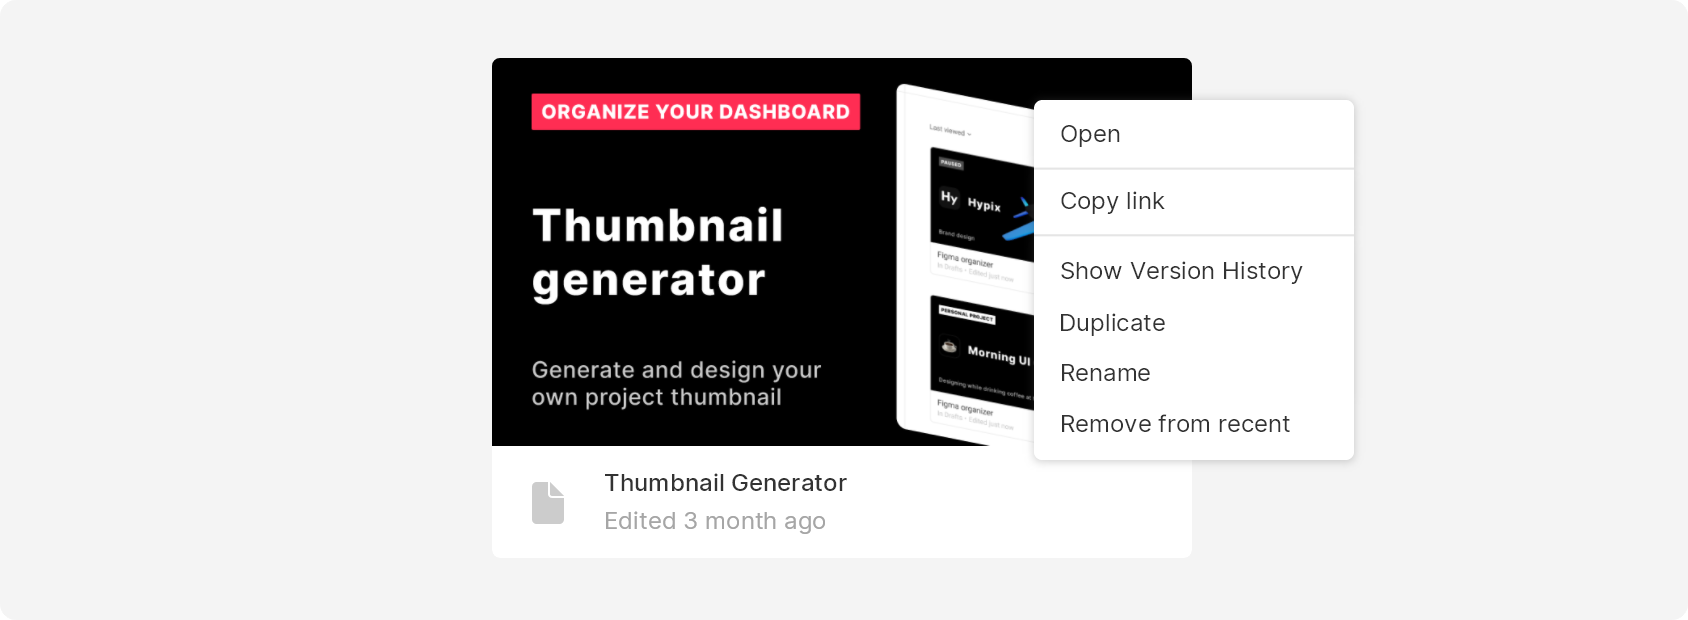 ORGANIZE YOUR DASHBOARD
Thumbnail
generator
Generate and design your
own project thumbnail
Last viewed
PAUSED
Hy Hypix
Brand design
Figma organizer
In Drafts • Edited just now
PERSONAL PROJECT
Morning UI
Designing while drinking coffee at
Figma organizer
In Drafts • Edited just now
Open
Copy link
Show Version History
Duplicate
Rename
Remove from recent
Thumbnail Generator
Edited 3 month ago